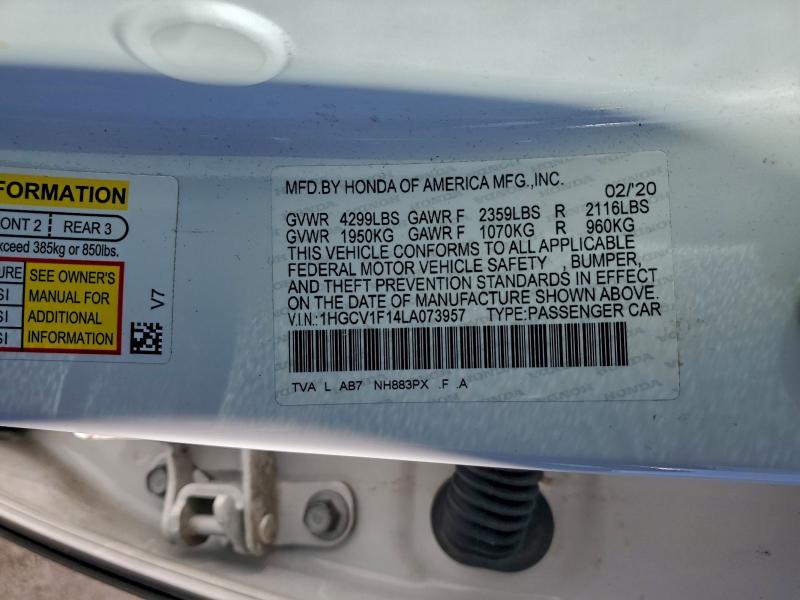 FORMATION
ONT 2 REAR 3
xceed 385kg or 850lbs.
URE SEE OWNER'S
SI MANUAL FOR
SI ADDITIONAL
SI INFORMATION
V7
MFD.BY HONDA OF AMERICA MFG.,INC. 02/'20
GVWR 4299LBS GAWR F 2359LBS R 2116LBS
GVWR 1950KG GAWR F 1070KG R 960KG
THIS VEHICLE CONFORMS TO ALL APPLICABLE
FEDERAL MOTOR VEHICLE SAFETY , BUMPER,
AND THEFT PREVENTION STANDARDS IN EFFECT
ON THE DATE OF MANUFACTURE SHOWN ABOVE.
V.I.N.:1HGCV1F14LA073957 TYPE:PASSENGER CAR
TVA L AB7 NH883PX .F .A